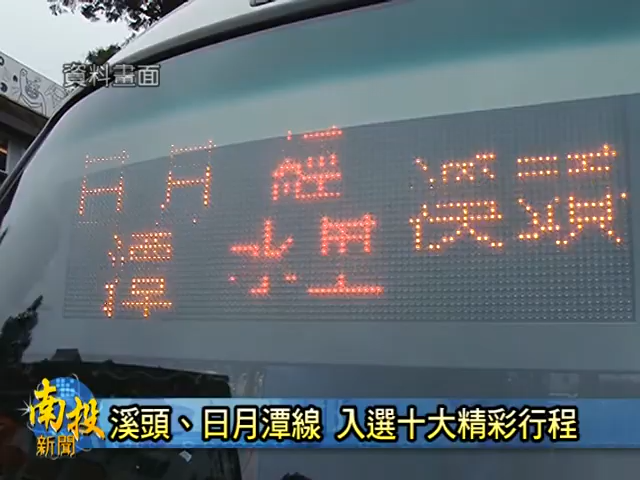 資料畫面
日月潭
水里
溪頭
南投
新聞
溪頭、日月潭線 入選十大精彩行程